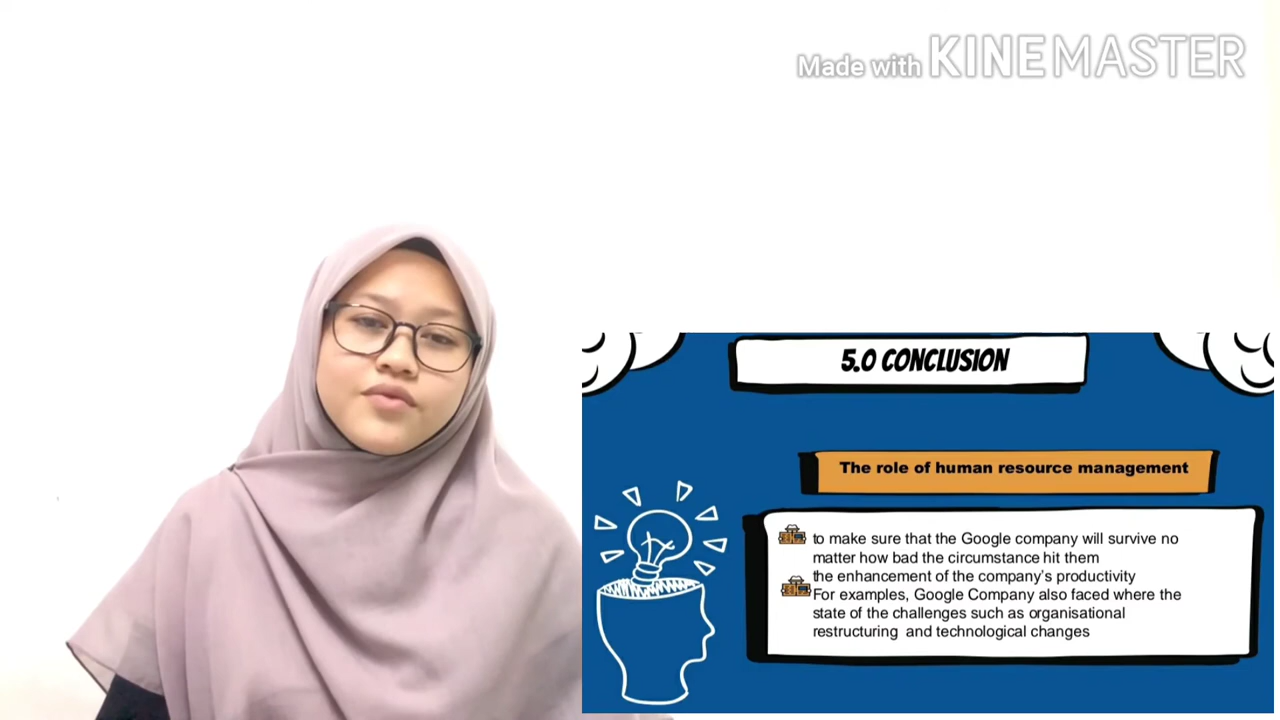 Made with KINEMASTER
5.0 CONCLUSION
The role of human resource management
to make sure that the Google company will survive no
matter how bad the circumstance hit them
the enhancement of the company's productivity
For examples, Google Company also faced where the
state of the challenges such as organisational
restructuring and technological changes